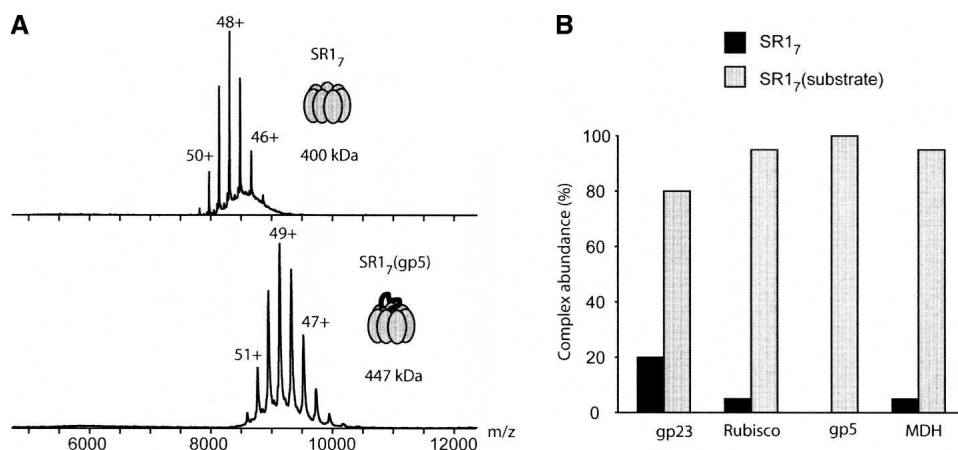 A
48+
SR1₇
50+
46+
400 kDa
49+
SR1₇(gp5)
51+
47+
447 kDa
6000 8000 10000 12000 m/z
B
SR1₇
SR1₇(substrate)
Complex abundance (%)
100
80
60
40
20
0
gp23 Rubisco gp5 MDH